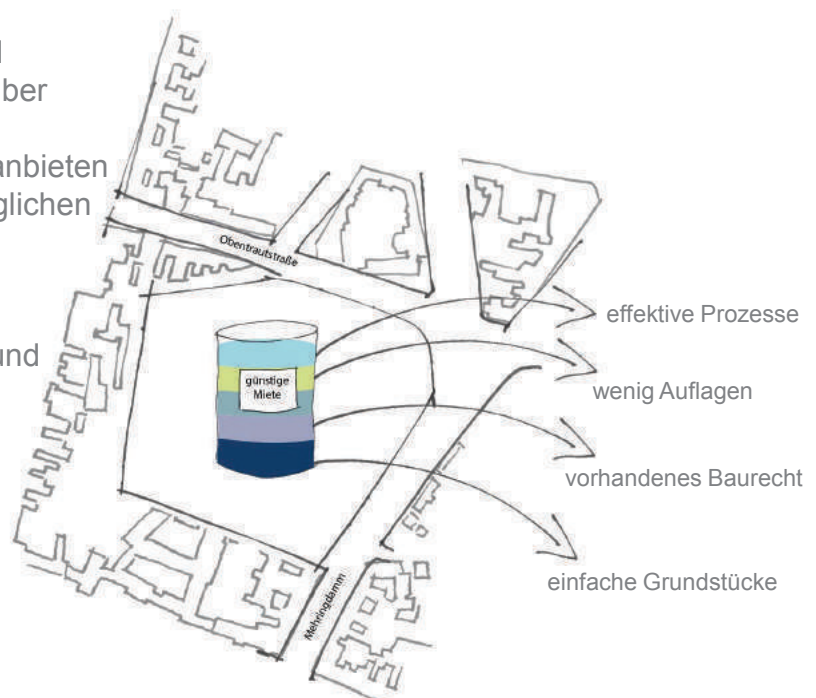 ber
anbieten
glichen
und
Obentrautstraße
günstige
Miete
effektive Prozesse
wenig Auflagen
vorhandenes Baurecht
einfache Grundstücke
Mehringdamm